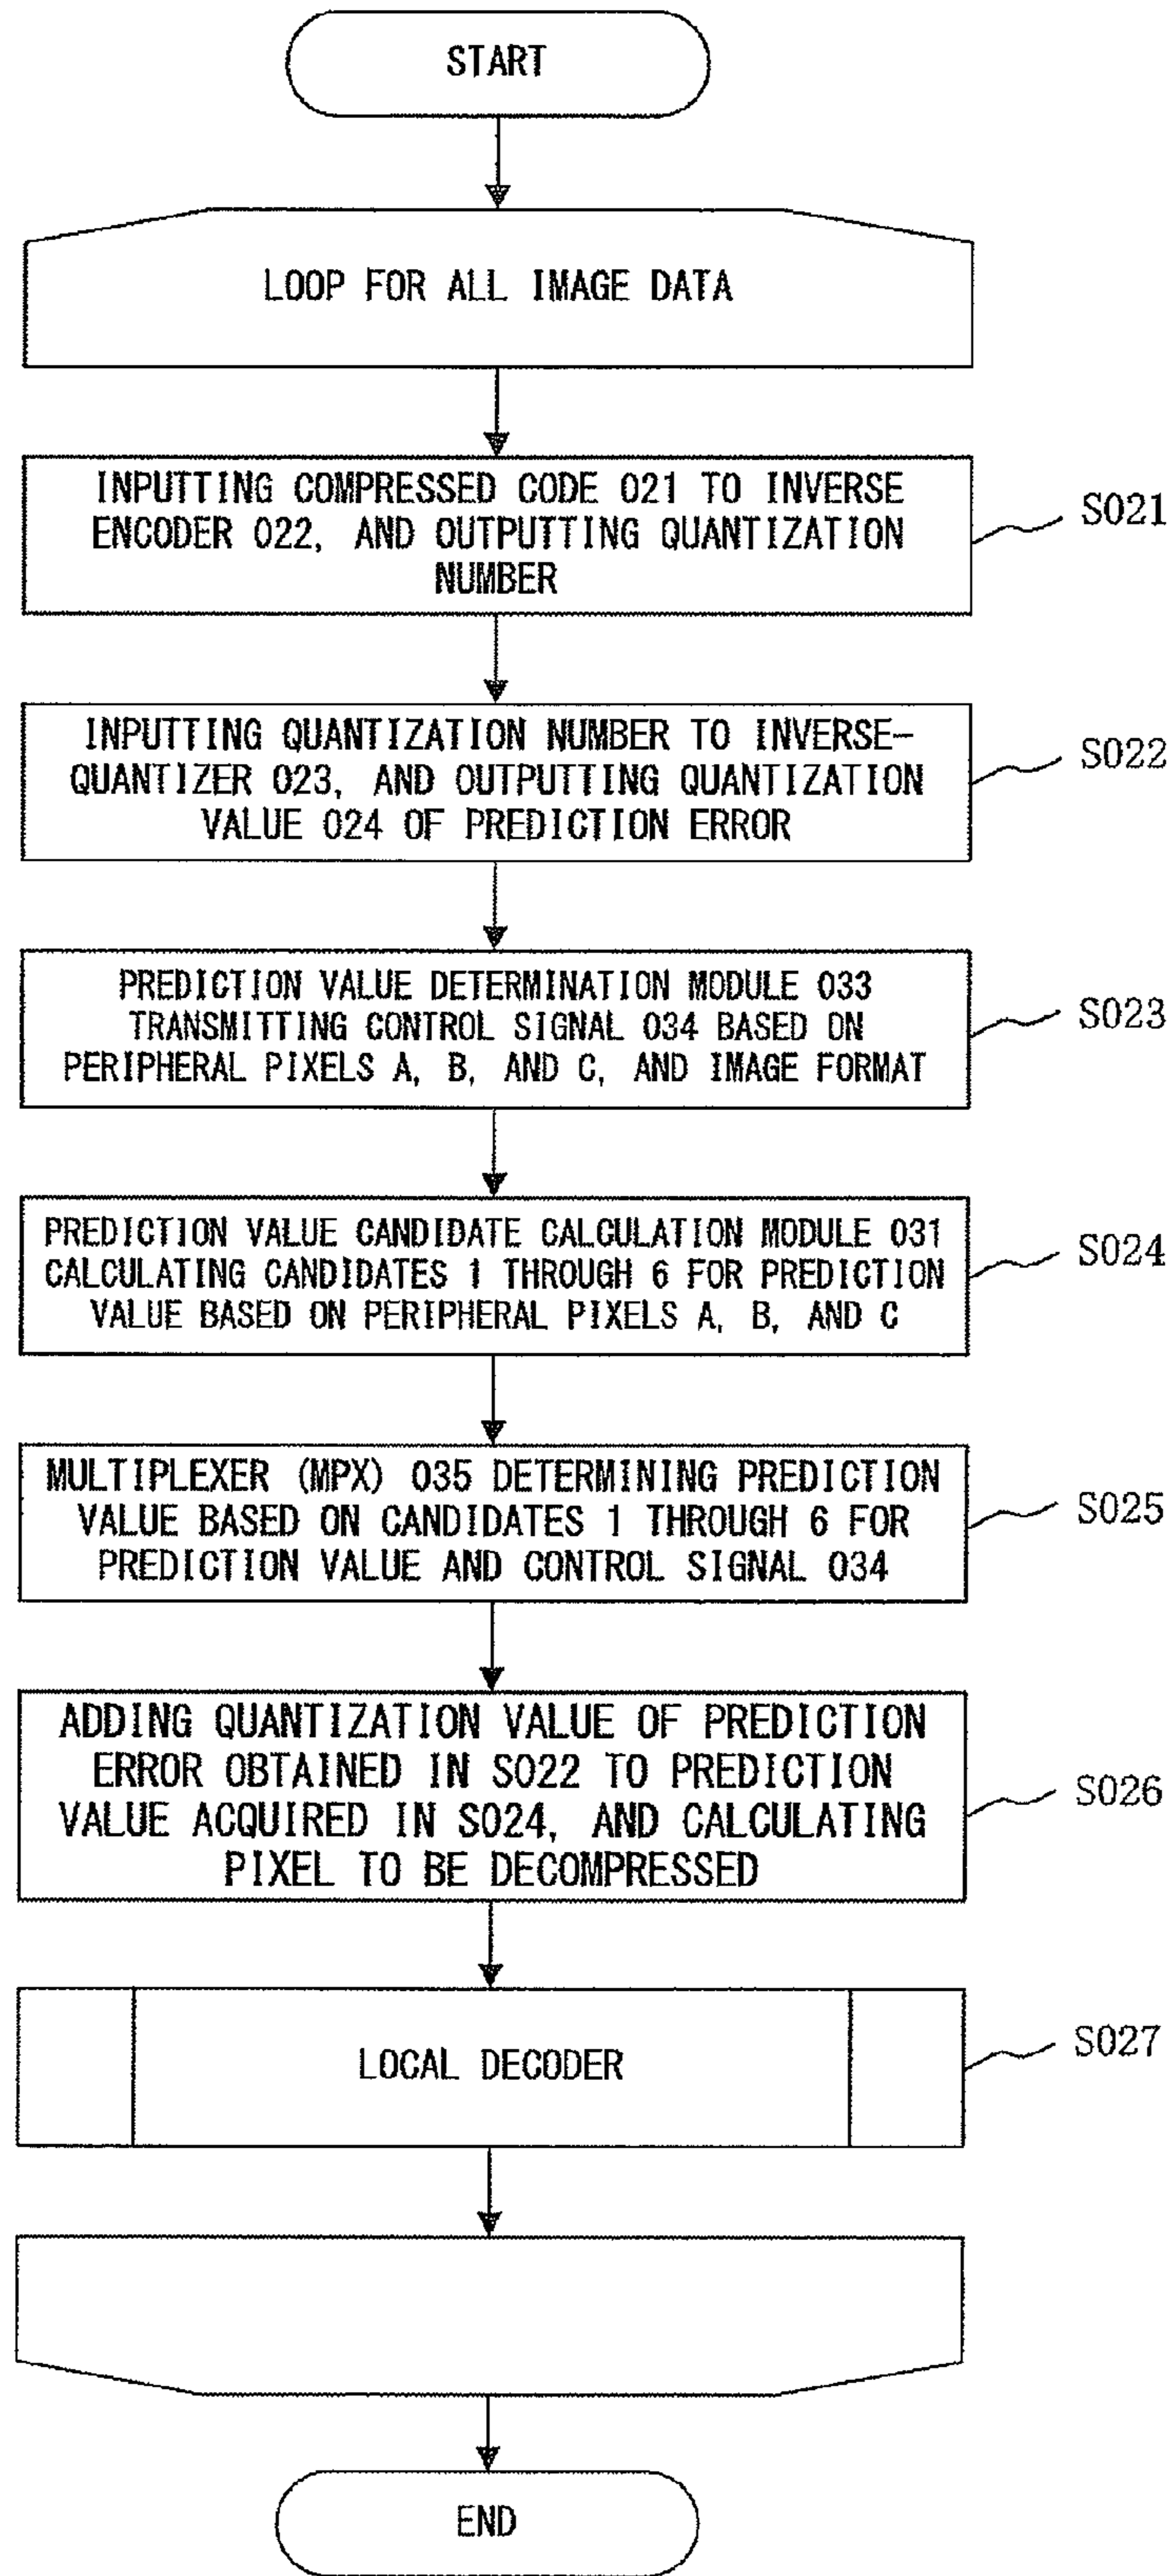 START
LOOP FOR ALL IMAGE DATA
INPUTTING COMPRESSED CODE 021 TO INVERSE
ENCODER 022, AND OUTPUTTING QUANTIZATION
NUMBER
S021
INPUTTING QUANTIZATION NUMBER TO INVERSE-
QUANTIZER 023, AND OUTPUTTING QUANTIZATION
VALUE 024 OF PREDICTION ERROR
S022
PREDICTION VALUE DETERMINATION MODULE 033
TRANSMITTING CONTROL SIGNAL 034 BASED ON
PERIPHERAL PIXELS A, B, AND C, AND IMAGE FORMAT
S023
PREDICTION VALUE CANDIDATE CALCULATION MODULE 031
CALCULATING CANDIDATES 1 THROUGH 6 FOR PREDICTION
VALUE BASED ON PERIPHERAL PIXELS A, B, AND C
S024
MULTIPLEXER (MPX) 035 DETERMINING PREDICTION
VALUE BASED ON CANDIDATES 1 THROUGH 6 FOR
PREDICTION VALUE AND CONTROL SIGNAL 034
S025
ADDING QUANTIZATION VALUE OF PREDICTION
ERROR OBTAINED IN S022 TO PREDICTION
VALUE ACQUIRED IN S024, AND CALCULATING
PIXEL TO BE DECOMPRESSED
S026
LOCAL DECODER
S027
END